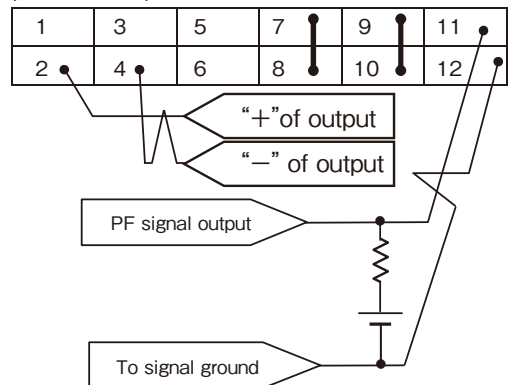 1 3 5 7 9 11
2 4 6 8 10 12
“+”of output
“−” of output
PF signal output
To signal ground